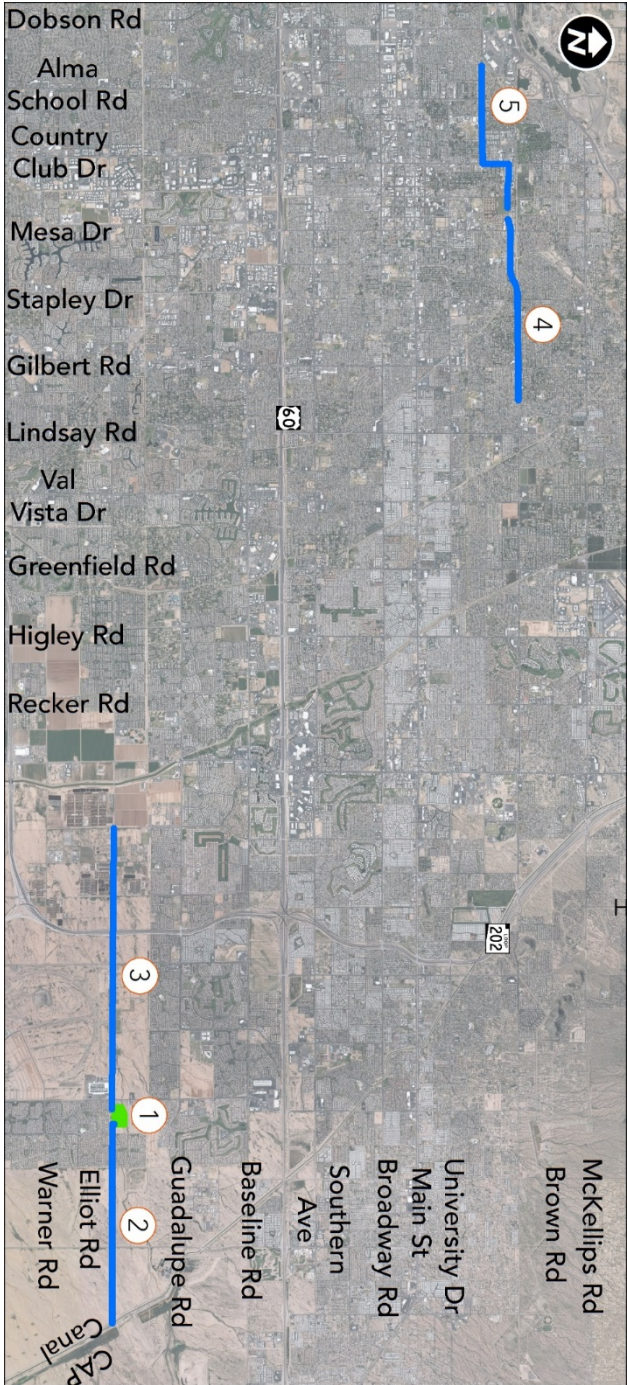 Dobson Rd
Alma
School Rd
Country
Club Dr
Mesa Dr
Stapley Dr
Gilbert Rd
Lindsay Rd
Val
Vista Dr
Greenfield Rd
Higley Rd
Recker Rd
N
5
4
60
LOOP
202
3
1
2
McKellips Rd
Brown Rd
University Dr
Main St
Broadway Rd
Southern
Ave
Baseline Rd
Guadalupe Rd
Elliot Rd
Warner Rd
CAP
Canal